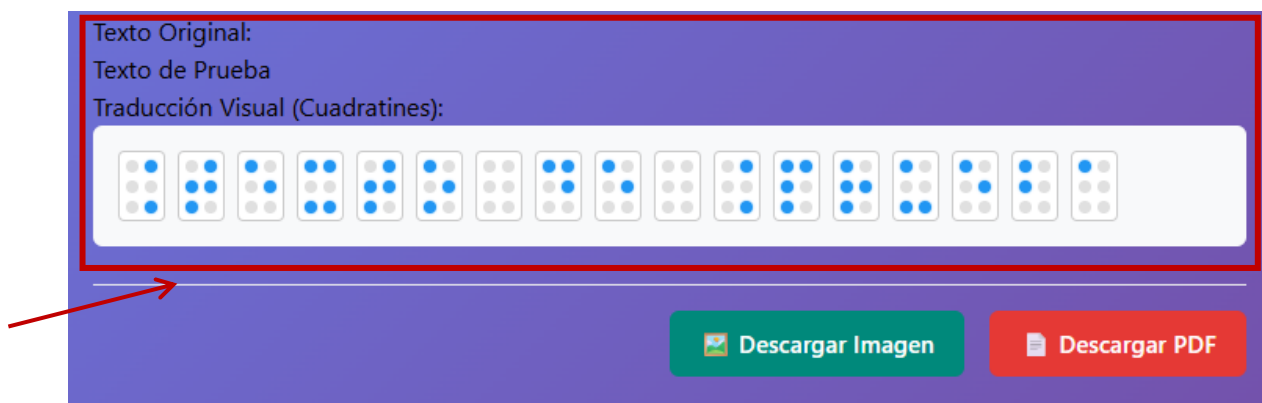 Texto Original:
Texto de Prueba
Traducción Visual (Cuadratines):
⠨⠞⠑⠭⠞⠕⠀⠙⠑⠀⠨⠏⠗⠥⠑⠃⠁
Descargar Imagen
Descargar PDF